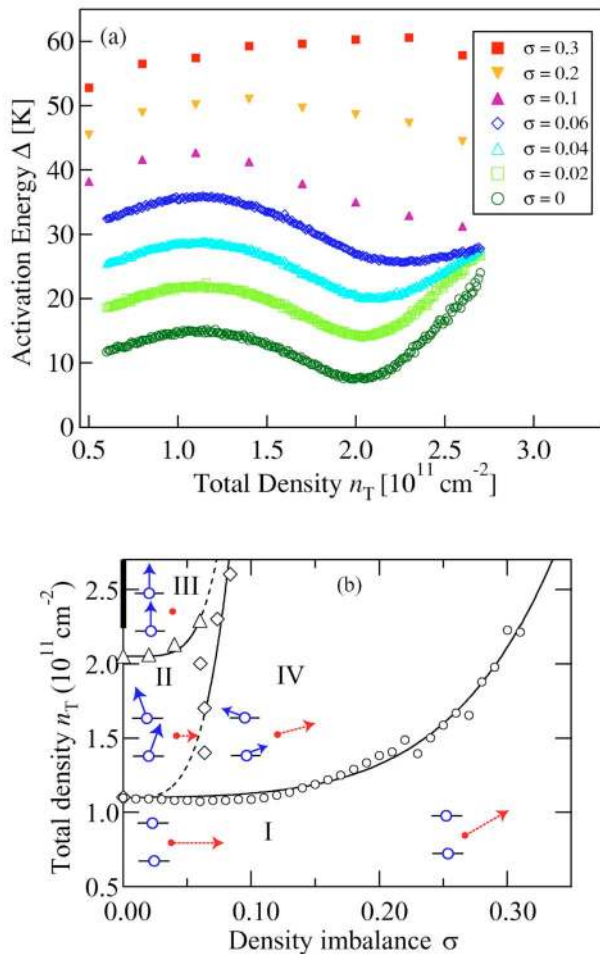 (a)
60
50
40
30
20
10
0
Activation Energy Δ [K]
σ = 0.3
σ = 0.2
σ = 0.1
σ = 0.06
σ = 0.04
σ = 0.02
σ = 0
0.5 1.0 1.5 2.0 2.5 3.0
Total Density nT [10¹¹ cm⁻²]
(b)
2.5
2.0
1.5
1.0
0.5
Total density nT (10¹¹ cm⁻²)
III
II
IV
I
0.00 0.10 0.20 0.30
Density imbalance σ